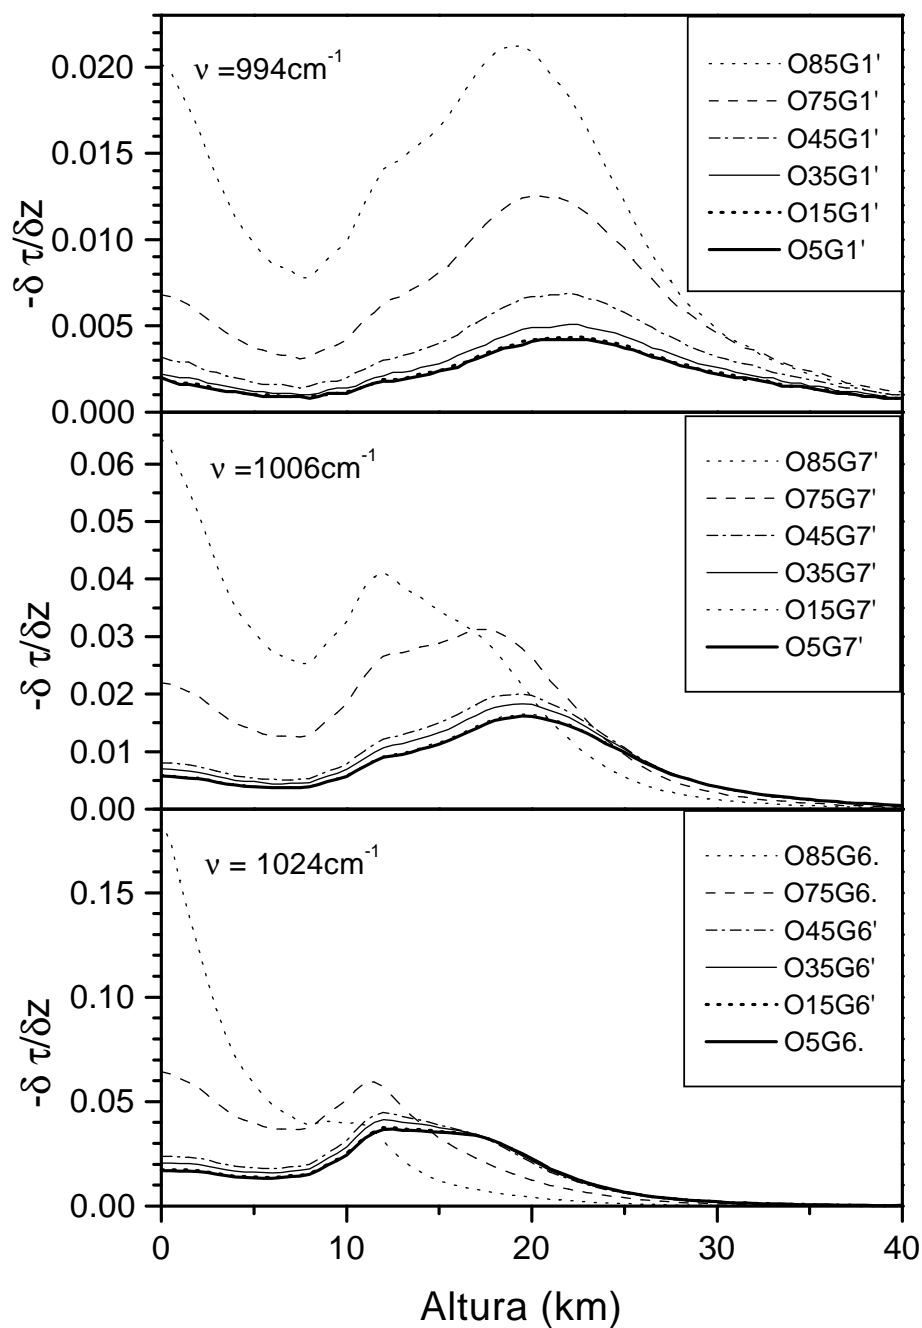 ν =994cm-1
O85G1'
O75G1'
O45G1'
O35G1'
O15G1'
O5G1'
0.020
0.015
0.010
0.005
0.000
-δ τ/δz
ν =1006cm-1
O85G7'
O75G7'
O45G7'
O35G7'
O15G7'
O5G7'
0.06
0.05
0.04
0.03
0.02
0.01
0.00
-δ τ/δz
ν = 1024cm-1
O85G6.
O75G6.
O45G6'
O35G6'
O15G6'
O5G6.
0.15
0.10
0.05
0.00
-δ τ/δz
0 10 20 30 40
Altura (km)